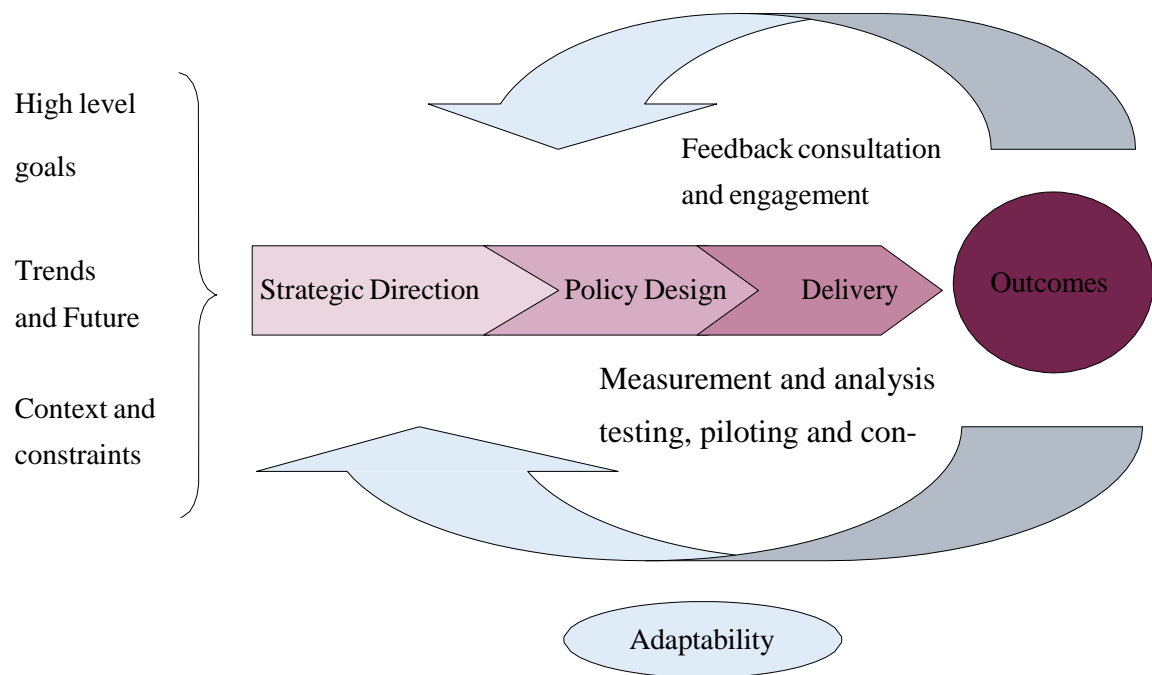 High level
goals
Trends
and Future
Context and
constraints
Feedback consultation
and engagement
Strategic Direction
Policy Design
Delivery
Outcomes
Measurement and analysis
testing, piloting and con-
Adaptability